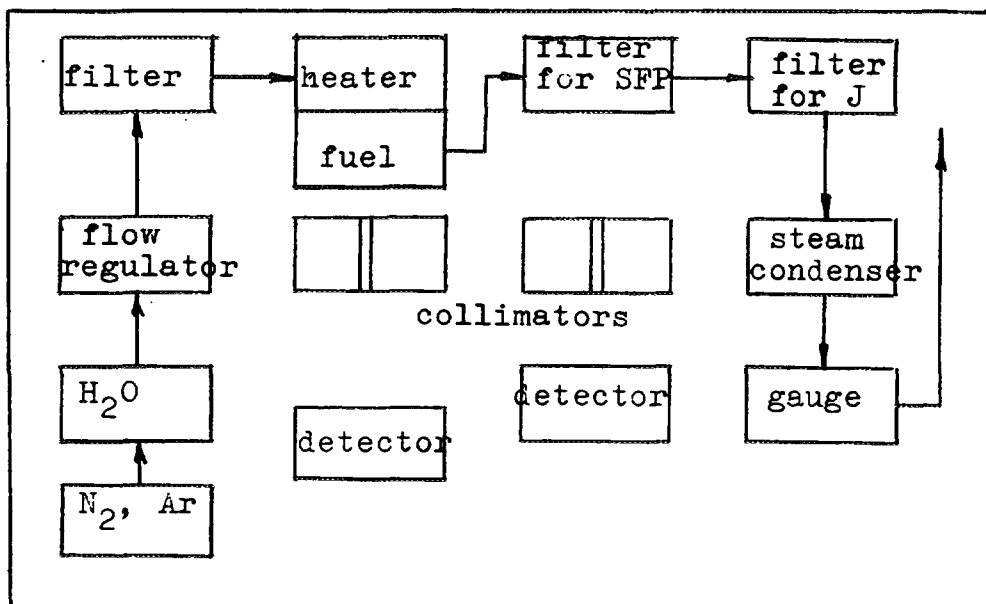 filter
heater
fuel
filter
for SFP
filter
for J
flow
regulator
steam
condenser
collimators
H₂O
detector
detector
gauge
N₂, Ar